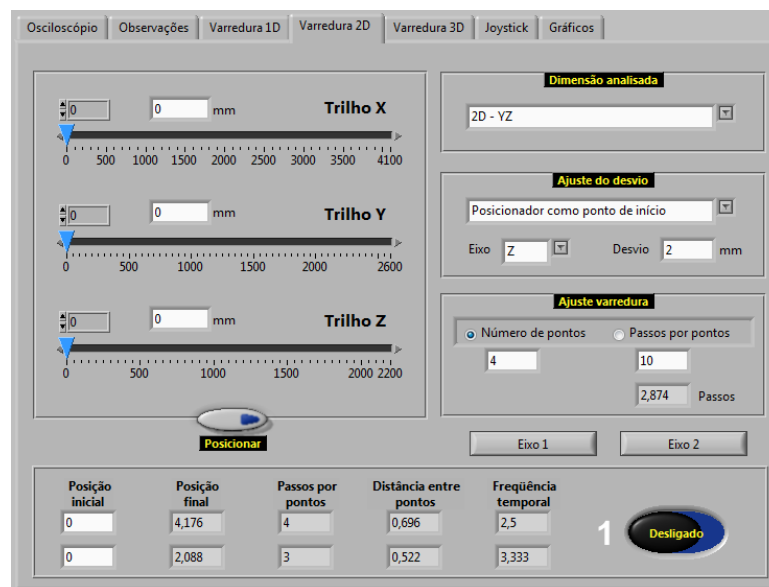 Osciloscópio Observações Varredura 1D Varredura 2D Varredura 3D Joystick Gráficos
0 0 mm Trilho X
0 500 1000 1500 2000 2500 3000 3500 4100
0 0 mm Trilho Y
0 500 1000 1500 2000 2600
0 0 mm Trilho Z
0 500 1000 1500 2000 2200
Posicionar
Dimensão analisada
2D - YZ
Ajuste do desvio
Posicionador como ponto de início
Eixo Z Desvio 2 mm
Ajuste varredura
Número de pontos Passos por pontos
4 10
2,874 Passos
Eixo 1 Eixo 2
Posição Posição Passos por Distância entre Freqüência
inicial final pontos pontos temporal
0 4,176 4 0,696 2,5
0 2,088 3 0,522 3,333
1 Desligado